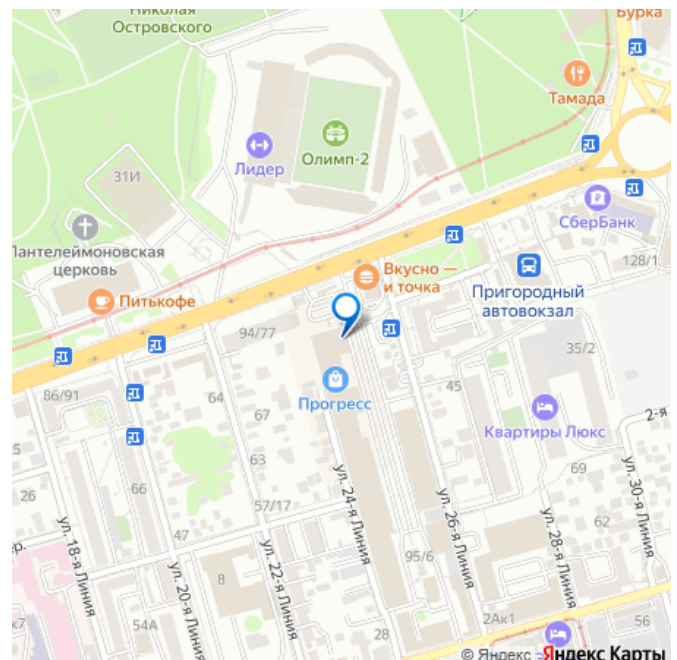 Николая
Островского
Бурка
Тамада
Лидер
Олимп-2
31И
СберБанк
Пантелеймоновская
церковь
128/1
Вкусно —
и точка
Пригородный
автовокзал
Питькофе
94/77
35/2
86/91
64
45
Прогресс
67
Квартиры Люкс
2-я
5
63
69
26
66
57/17
62
ул. 18-я Линия
ул. 20-я Линия
ул. 22-я Линия
ул. 24-я Линия
ул. 26-я Линия
ул. 28-я Линия
ул. 30-я Линия
47
р.
8
95/6
к7
54А
28
2Ак1
56
© Яндекс Яндекс Карты